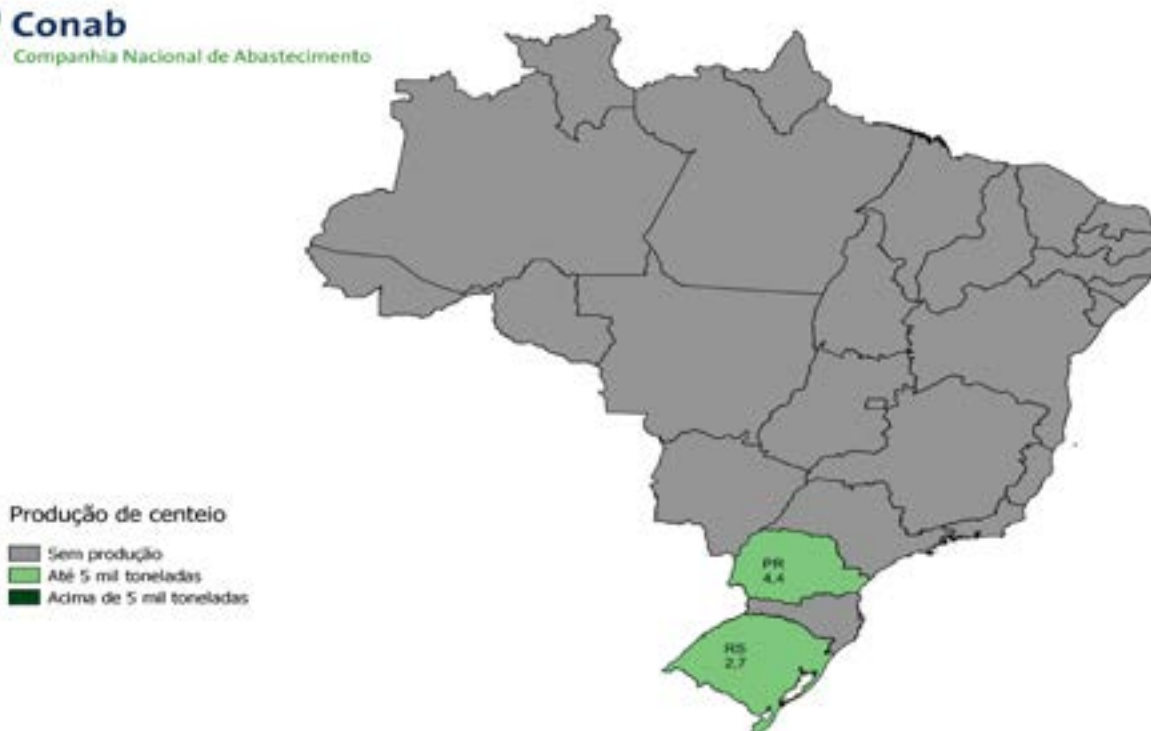 Conab
Companhia Nacional de Abastecimento
PR
4.4
RS
2.7
Produção de centeio
Sem produção
Até 5 mil toneladas
Acima de 5 mil toneladas